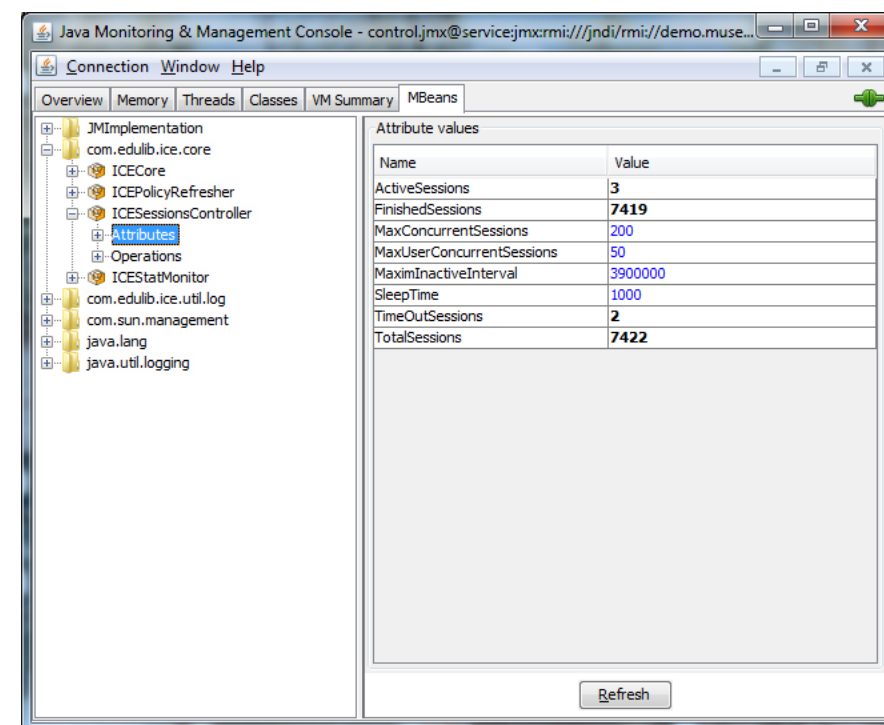 Java Monitoring & Management Console - control.jmx@service:jmx:rmi:///jndi/rmi://demo.muse...
Connection Window Help
Overview Memory Threads Classes VM Summary MBeans
JMImplementation
com.edulib.ice.core
ICECore
ICEPolicyRefresher
ICESessionsController
Attributes
Operations
ICEStatMonitor
com.edulib.ice.util.log
com.sun.management
java.lang
java.util.logging
Attribute values
Name Value
ActiveSessions 3
FinishedSessions 7419
MaxConcurrentSessions 200
MaxUserConcurrentSessions 50
MaximInactiveInterval 3900000
SleepTime 1000
TimeOutSessions 2
TotalSessions 7422
Refresh